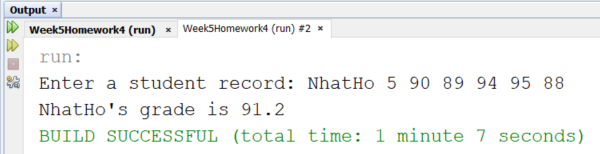 Output ×
Week5Homework4 (run) × Week5Homework4 (run) #2 ×
run:
Enter a student record: NhatHo 5 90 89 94 95 88
NhatHo's grade is 91.2
BUILD SUCCESSFUL (total time: 1 minute 7 seconds)